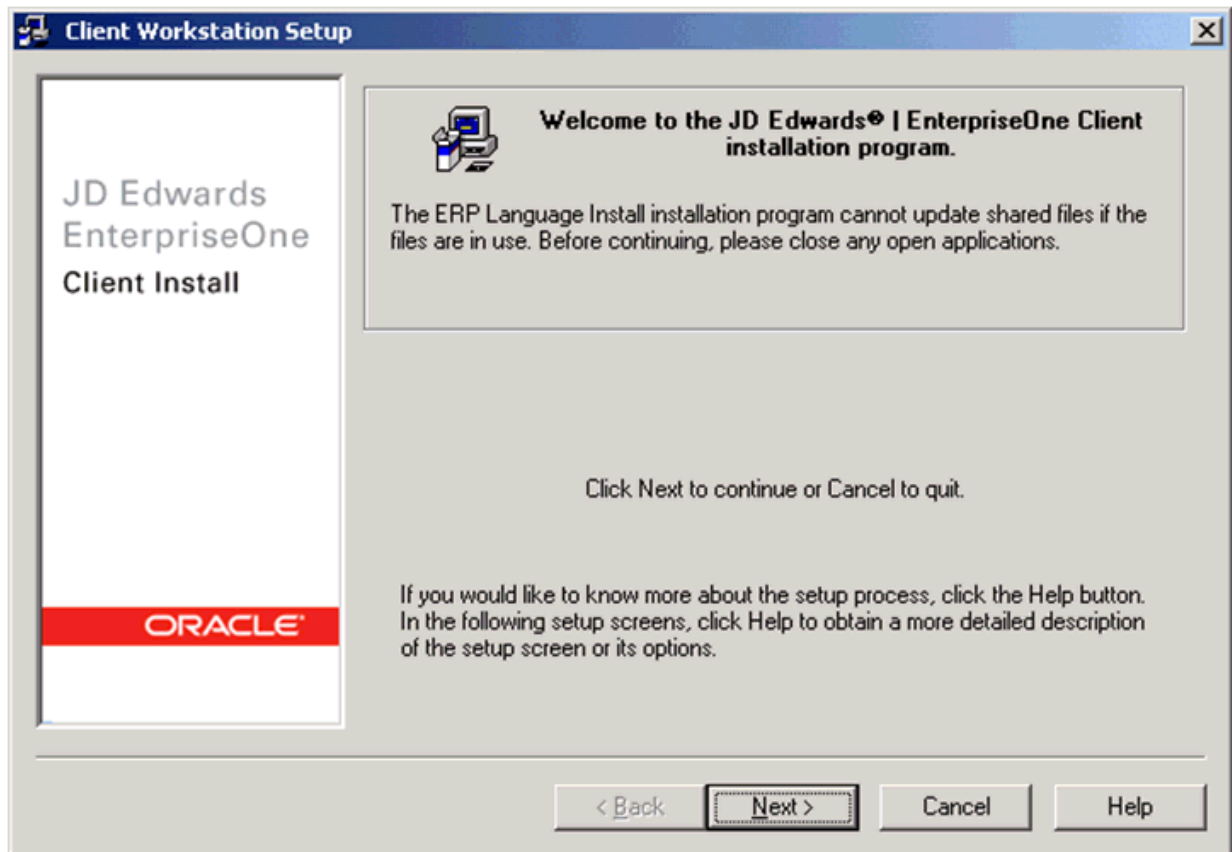 Client Workstation Setup
JD Edwards
EnterpriseOne
Client Install
ORACLE®
Welcome to the JD Edwards® | EnterpriseOne Client
installation program.
The ERP Language Install installation program cannot update shared files if the
files are in use. Before continuing, please close any open applications.
Click Next to continue or Cancel to quit.
If you would like to know more about the setup process, click the Help button.
In the following setup screens, click Help to obtain a more detailed description
of the setup screen or its options.
< Back
Next >
Cancel
Help